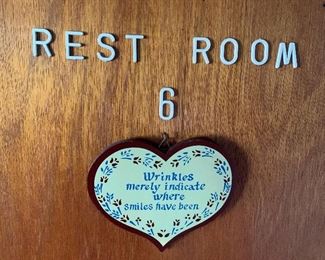 REST ROOM
6
Wrinkles
merely indicate
where
smiles have been